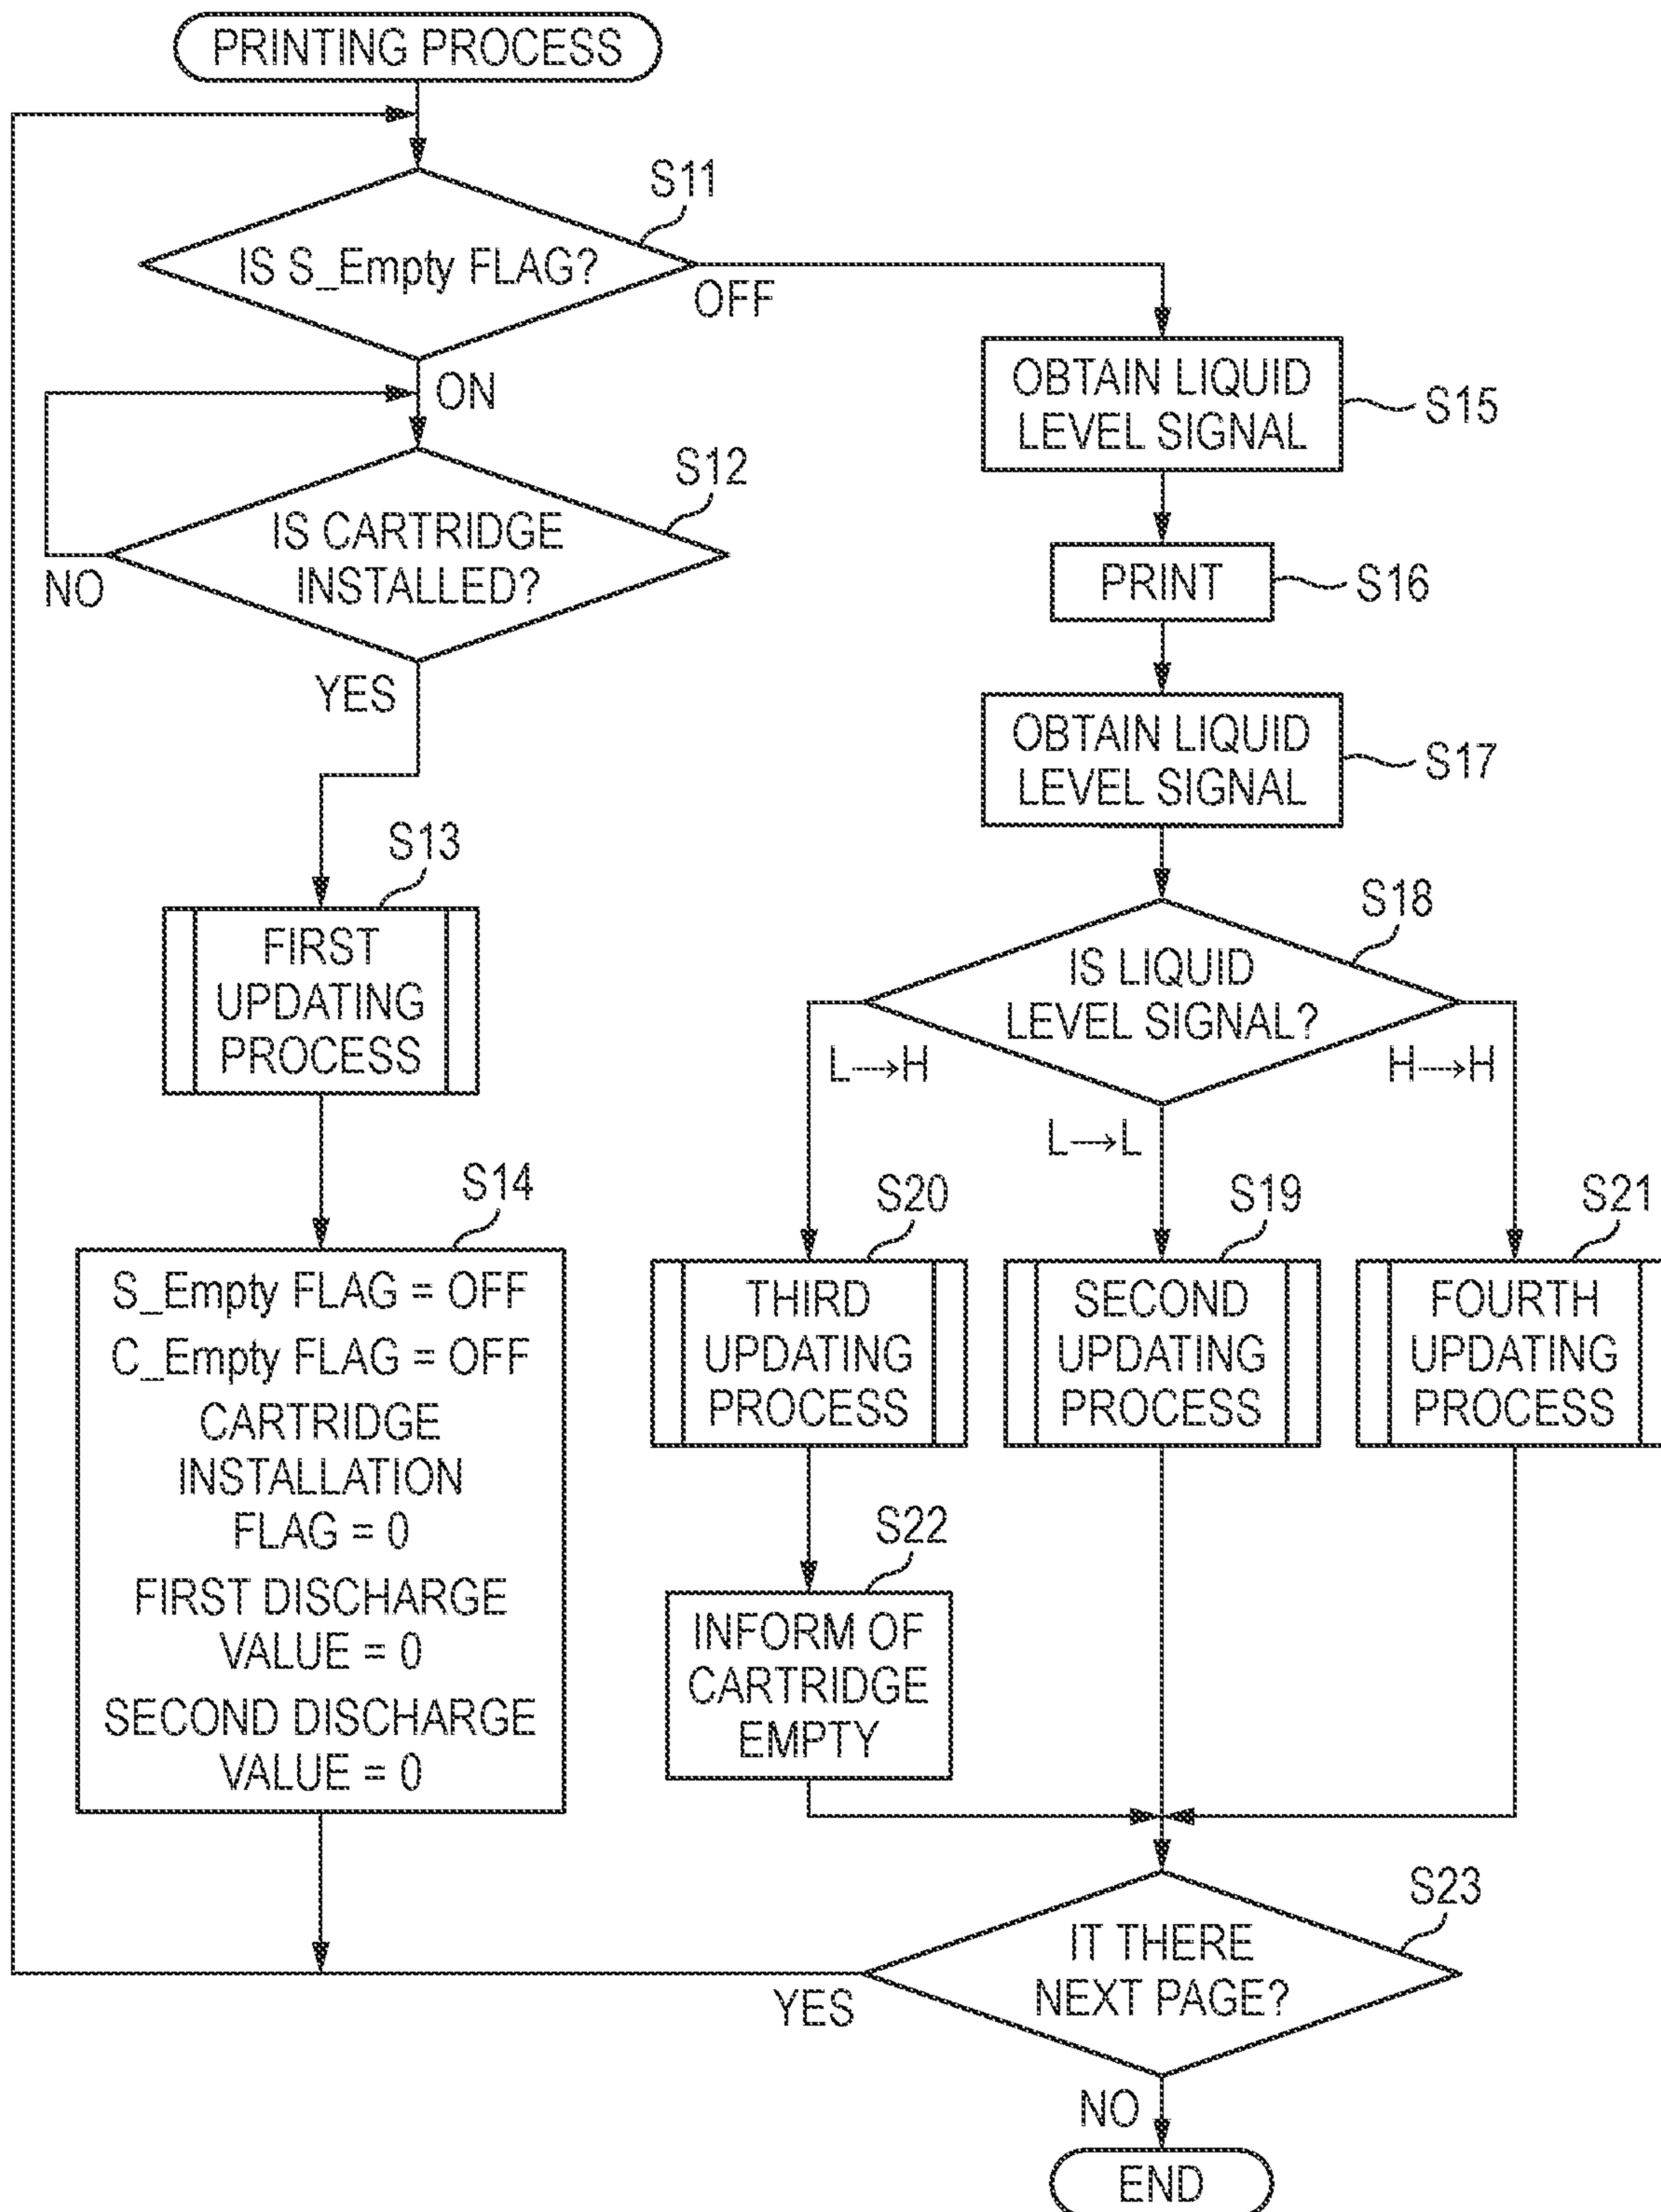 PRINTING PROCESS
S11
IS S_Empty FLAG?
OFF
ON
S12
IS CARTRIDGE
INSTALLED?
NO
YES
S13
FIRST
UPDATING
PROCESS
S14
S_Empty FLAG = OFF
C_Empty FLAG = OFF
CARTRIDGE
INSTALLATION
FLAG = 0
FIRST DISCHARGE
VALUE = 0
SECOND DISCHARGE
VALUE = 0
OBTAIN LIQUID
LEVEL SIGNAL
S15
PRINT
S16
OBTAIN LIQUID
LEVEL SIGNAL
S17
S18
IS LIQUID
LEVEL SIGNAL?
L→H
L→L
H→H
S20
THIRD
UPDATING
PROCESS
S19
SECOND
UPDATING
PROCESS
S21
FOURTH
UPDATING
PROCESS
S22
INFORM OF
CARTRIDGE
EMPTY
S23
IT THERE
NEXT PAGE?
YES
NO
END